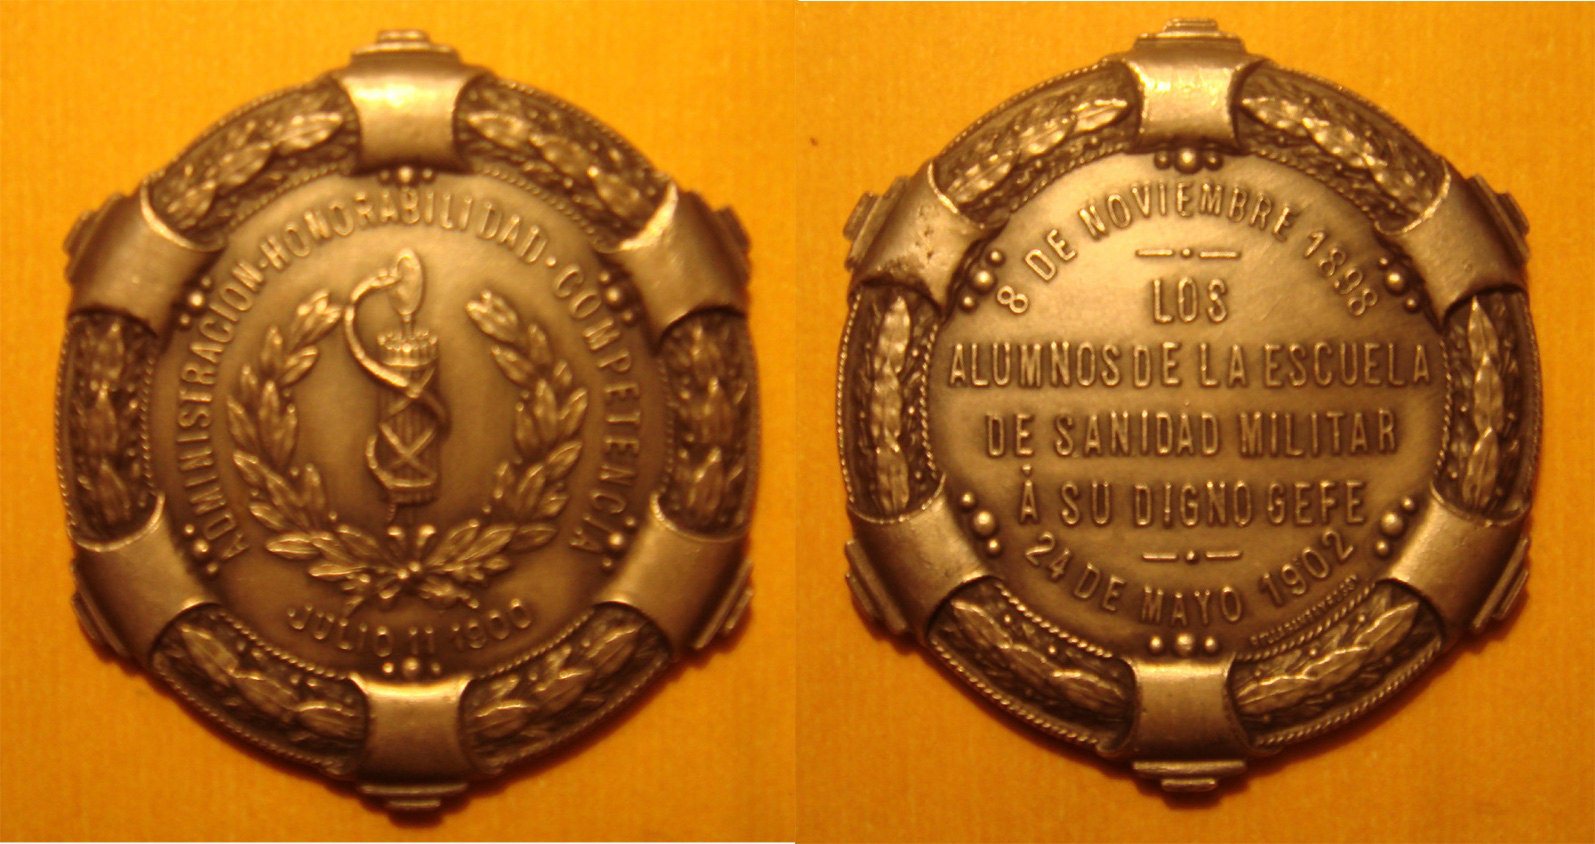 ADMINISTRACION-HONORABILIDAD·COMPETENCIA
JULIO 11 1900
8 DE NOVIEMBRE 1898
LOS
ALUMNOS DE LA ESCUELA
DE SANIDAD MILITAR
Á SU DIGNO GEFE
24 DE MAYO 1902